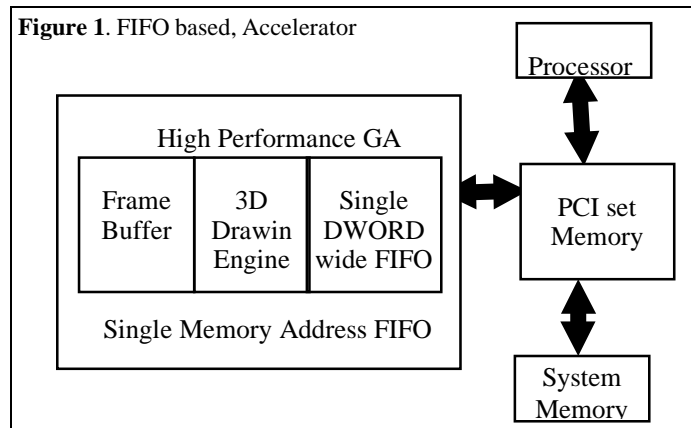 Figure 1. FIFO based, Accelerator
Processor
High Performance GA
Frame
Buffer
3D
Drawin
Engine
Single
DWORD
wide FIFO
PCI set
Memory
Single Memory Address FIFO
System
Memory